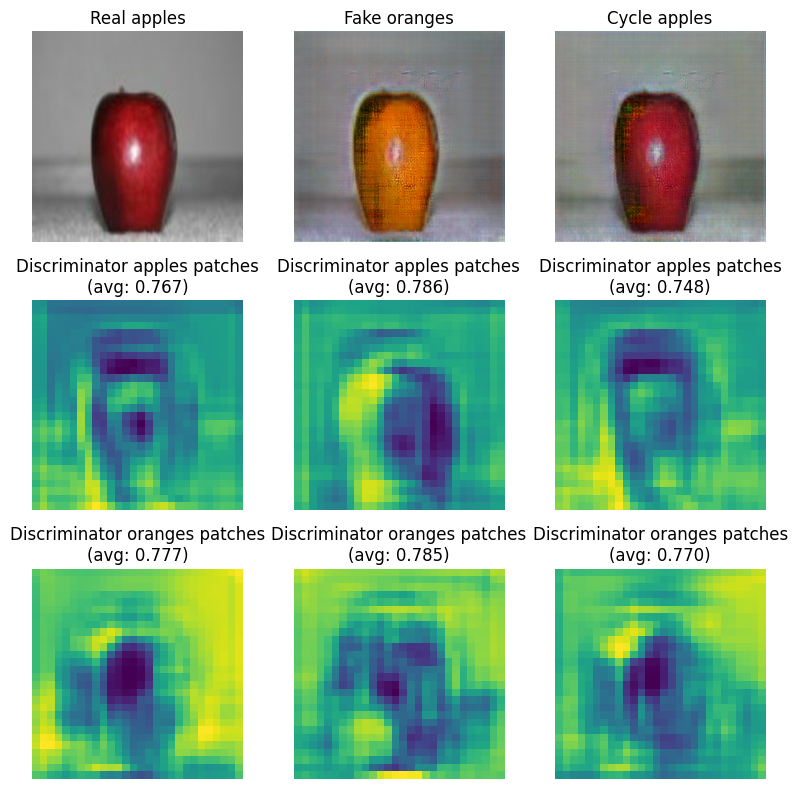 Real apples
Fake oranges
Cycle apples
Discriminator apples patches
(avg: 0.767)
Discriminator apples patches
(avg: 0.786)
Discriminator apples patches
(avg: 0.748)
Discriminator oranges patches
(avg: 0.777)
Discriminator oranges patches
(avg: 0.785)
Discriminator oranges patches
(avg: 0.770)